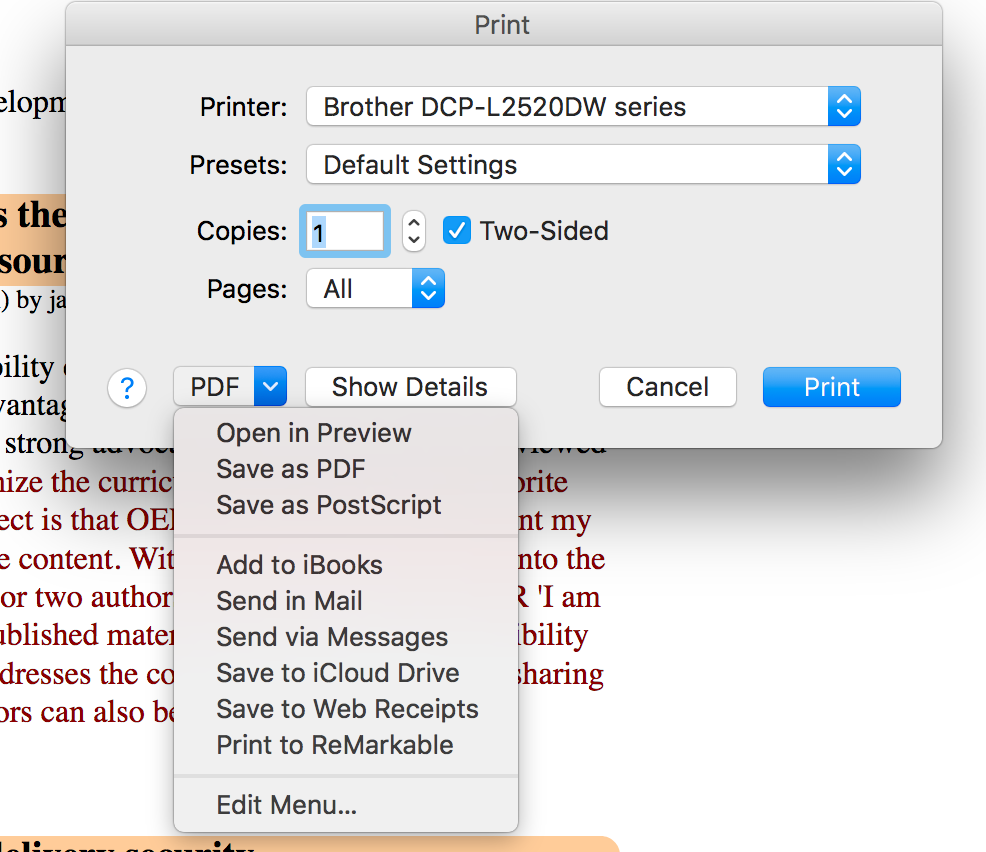 Print
Printer: Brother DCP-L2520DW series
Presets: Default Settings
Copies: 1 Two-Sided
Pages: All
? PDF Show Details Cancel Print
Open in Preview
Save as PDF
Save as PostScript
Add to iBooks
Send in Mail
Send via Messages
Save to iCloud Drive
Save to Web Receipts
Print to ReMarkable
Edit Menu...
elopm
s the
sour
) by ja
bility
vantag
strong advoca viewed
nize the curric orite
ect is that OE nt my
e content. Wit nto the
or two author R 'I am
ublished mater ibility
dresses the co sharing
ors can also be
delivery security